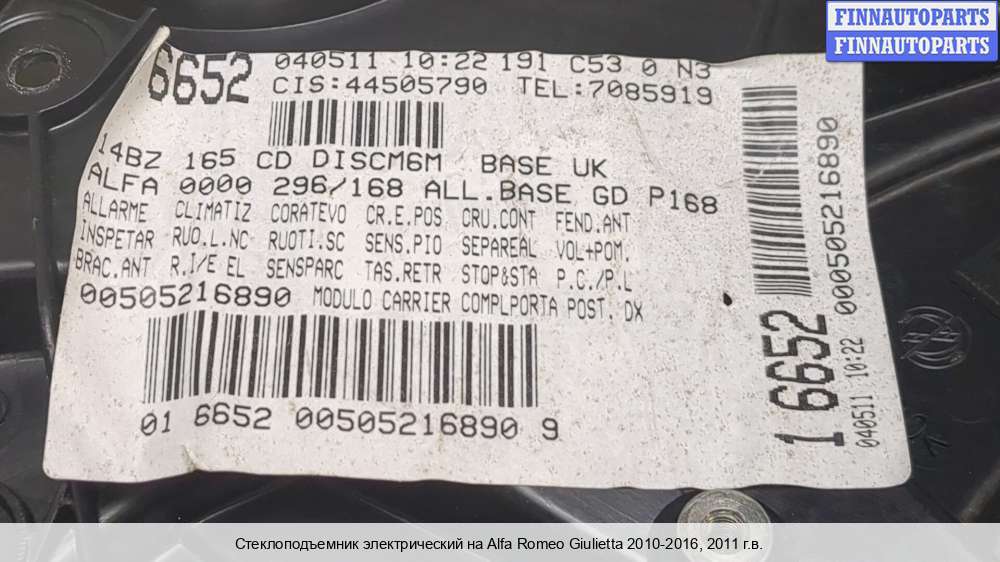 FINNAUTOPARTS
FINNAUTOPARTS
6652
040511 10:22 191 C53 0 N3
CIS:44505790 TEL:7085919
14BZ 165 CD DISCM6M BASE UK
ALFA 0000 296/168 ALL.BASE GD P168
ALLARME CLIMATIZ CORATEVO CR.E.POS CRU.CONT FEND.ANT
INSPETAR RUO.L.NC RUOTI.SC SENS.PIO SEPAREAL VOL+POM.
BRAC.ANT R.I/E EL SENSPARC TAS.RETR STOP&STA P.C./P.L
00505216890 MODULO CARRIER COMPLPORTA POST. DX
01 6652 00505216890 9
1 6652 00505216890
040511 10:22
Стеклоподъемник электрический на Alfa Romeo Giulietta 2010-2016, 2011 г.в.